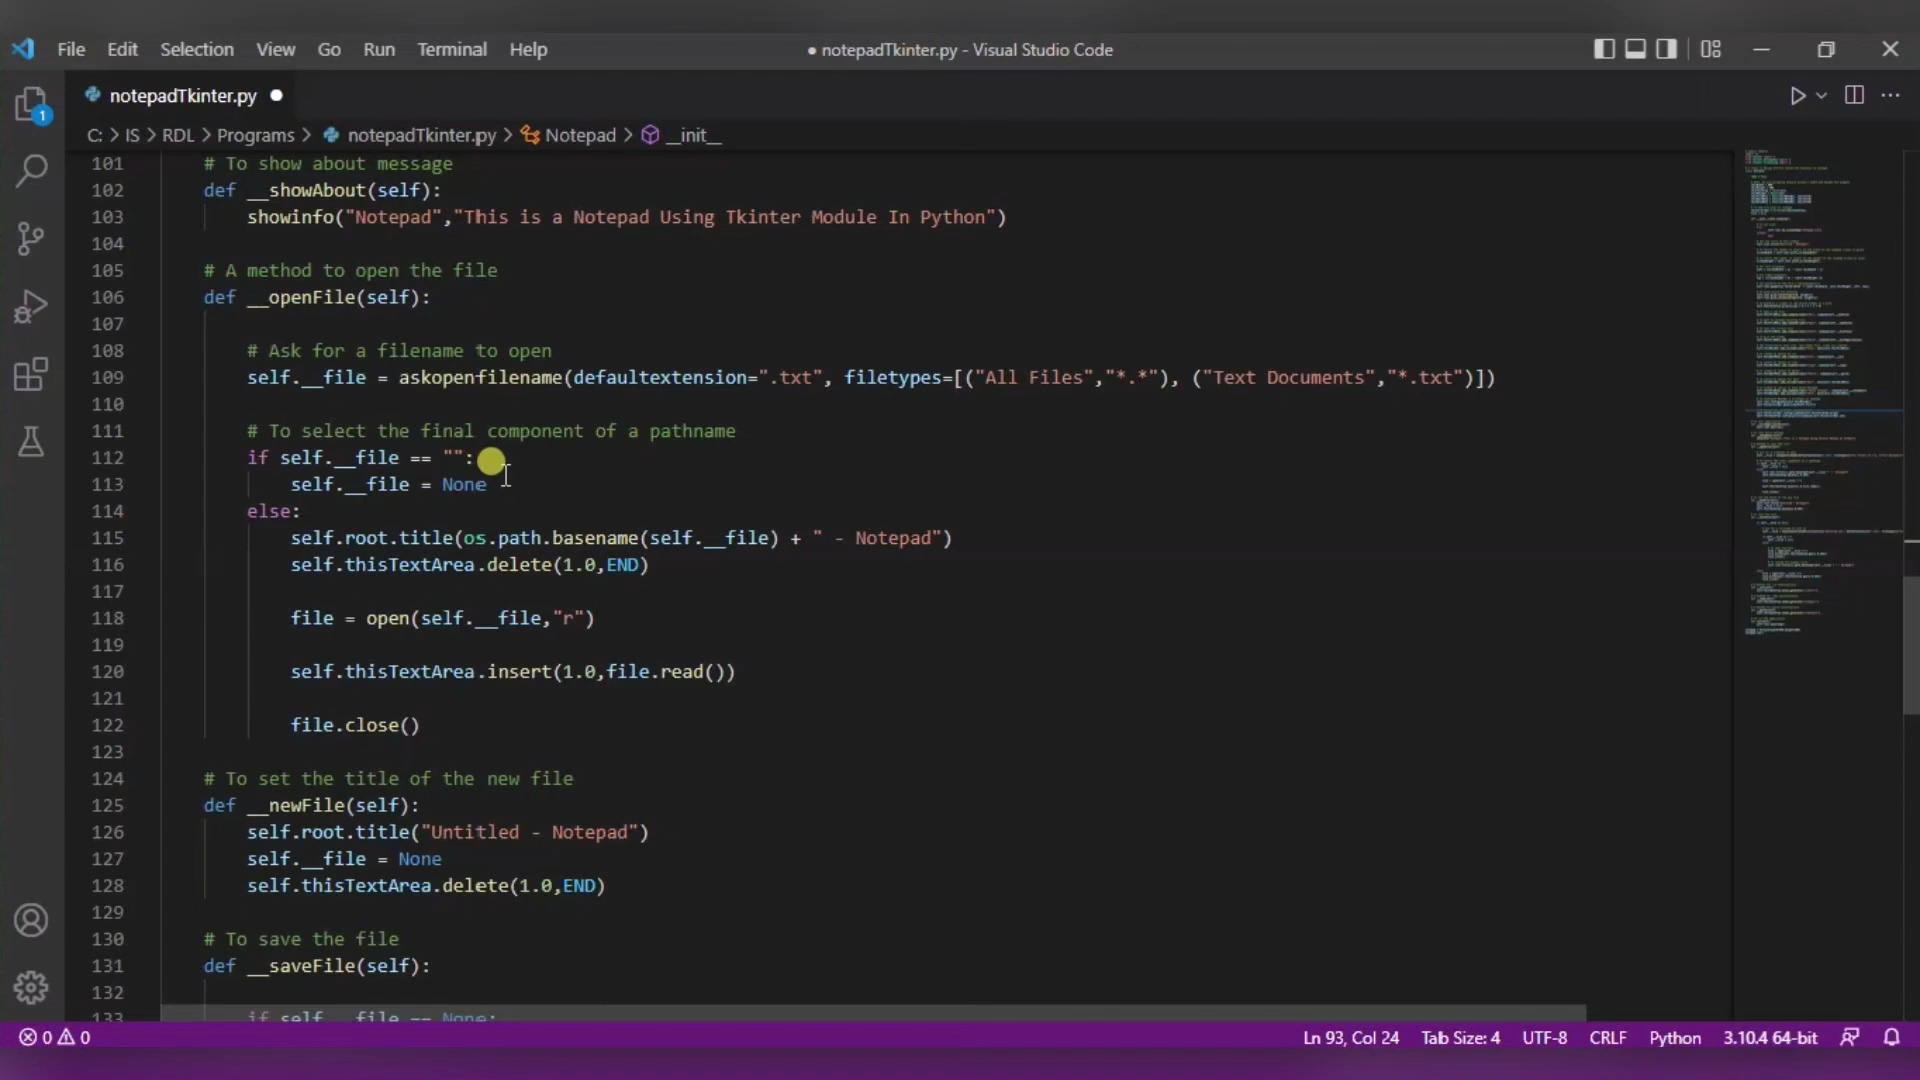 File Edit Selection View Go Run Terminal Help
● notepadTkinter.py - Visual Studio Code
notepadTkinter.py ●
C: > IS > RDL > Programs > notepadTkinter.py > Notepad > __init__
101 # To show about message
102 def __showAbout(self):
103 showinfo("Notepad","This is a Notepad Using Tkinter Module In Python")
104
105 # A method to open the file
106 def __openFile(self):
107
108 # Ask for a filename to open
109 self.__file = askopenfilename(defaultextension=".txt", filetypes=[("All Files","*.*"), ("Text Documents","*.txt")])
110
111 # To select the final component of a pathname
112 if self.__file == "":
113 self.__file = None
114 else:
115 self.root.title(os.path.basename(self.__file) + " - Notepad")
116 self.thisTextArea.delete(1.0,END)
117
118 file = open(self.__file,"r")
119
120 self.thisTextArea.insert(1.0,file.read())
121
122 file.close()
123
124 # To set the title of the new file
125 def __newFile(self):
126 self.root.title("Untitled - Notepad")
127 self.__file = None
128 self.thisTextArea.delete(1.0,END)
129
130 # To save the file
131 def __saveFile(self):
132
133 if self.__file == None:
1
0 0 Ln 93, Col 24 Tab Size: 4 UTF-8 CRLF Python 3.10.4 64-bit